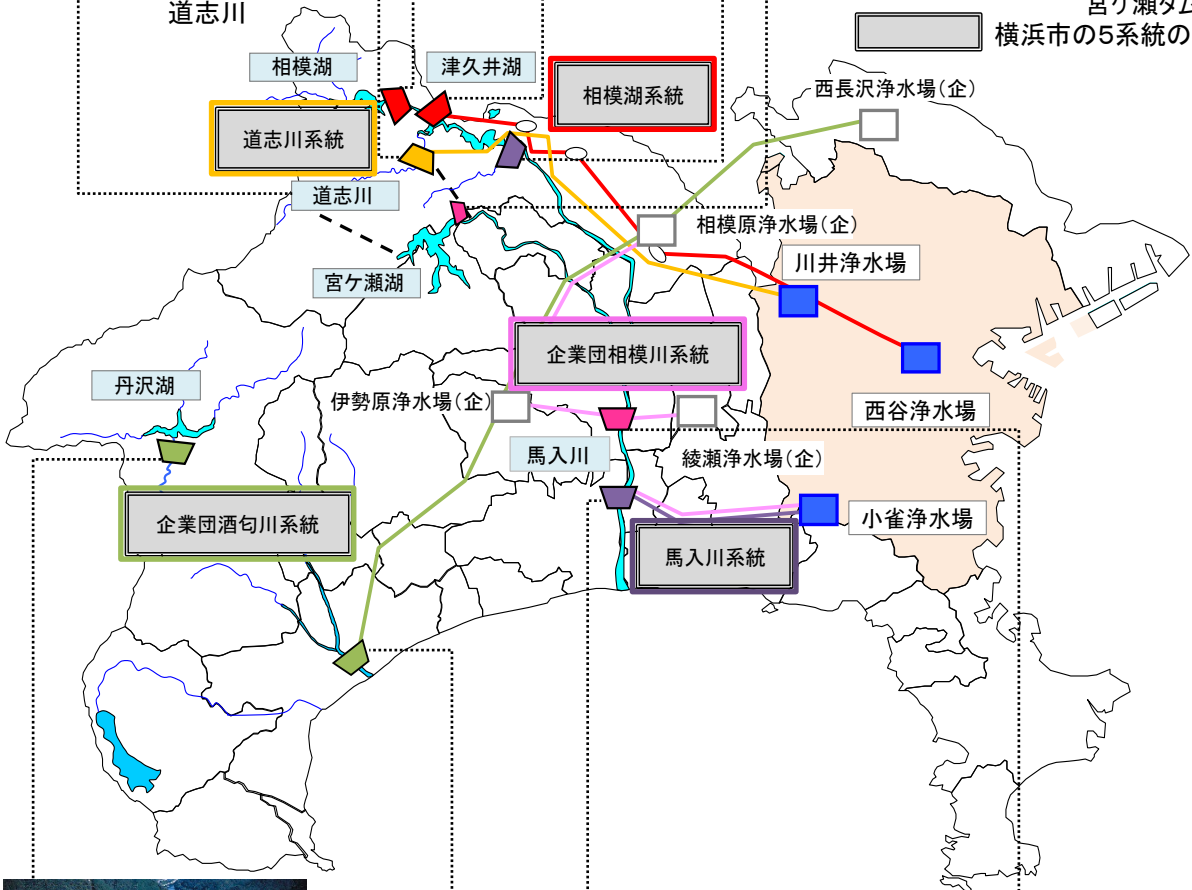 道志川
宮ケ瀬ダム
横浜市の5系統の
相模湖
津久井湖
相模湖系統
西長沢浄水場(企)
道志川系統
道志川
相模原浄水場(企)
川井浄水場
宮ケ瀬湖
企業団相模川系統
丹沢湖
伊勢原浄水場(企)
西谷浄水場
馬入川
綾瀬浄水場(企)
企業団酒匂川系統
小雀浄水場
馬入川系統